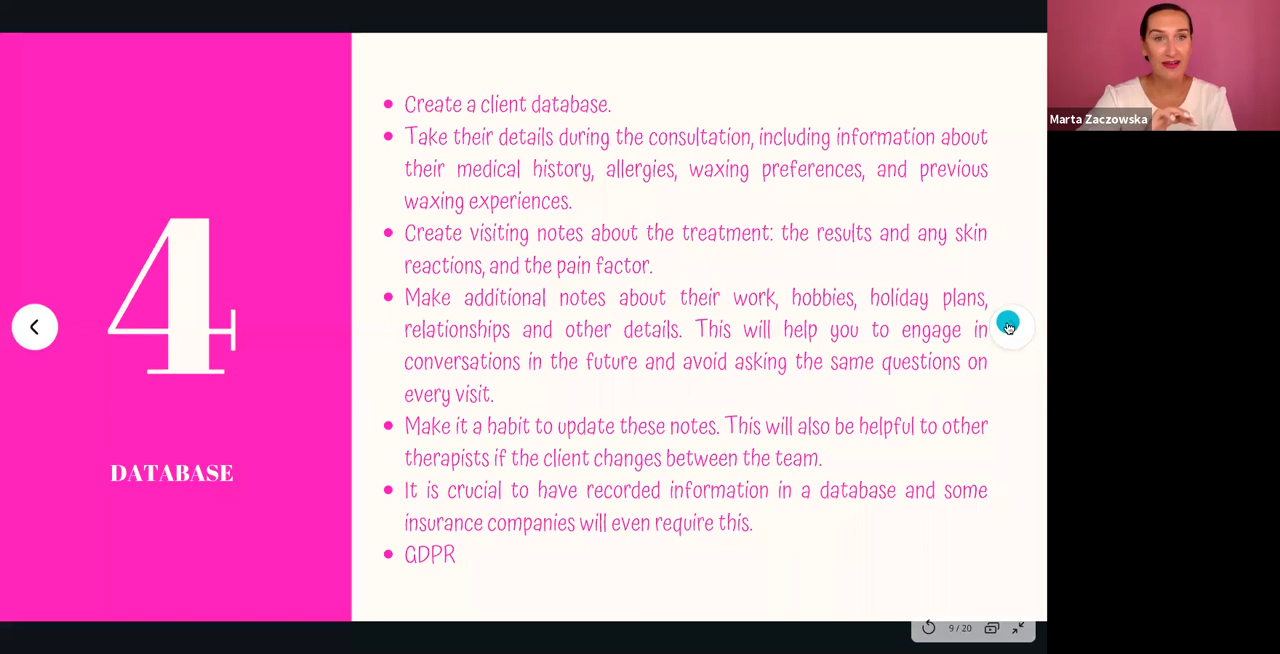 4
DATABASE
Create a client database.
Take their details during the consultation, including information about
their medical history, allergies, waxing preferences, and previous
waxing experiences.
Create visiting notes about the treatment: the results and any skin
reactions, and the pain factor.
Make additional notes about their work, hobbies, holiday plans,
relationships and other details. This will help you to engage in
conversations in the future and avoid asking the same questions on
every visit.
Make it a habit to update these notes. This will also be helpful to other
therapists if the client changes between the team.
It is crucial to have recorded information in a database and some
insurance companies will even require this.
GDPR
9 / 20
Marta Zaczowska